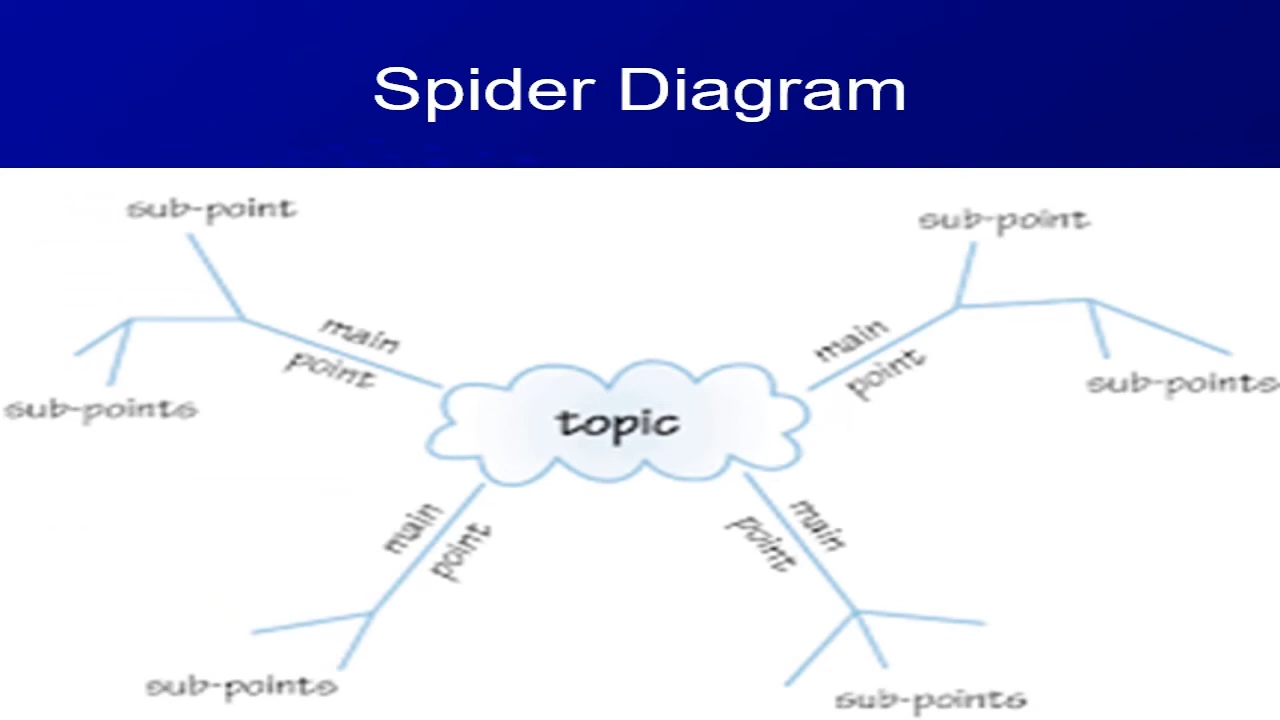 Spider Diagram
sub-point
sub-point
main
point
main
point
sub-points
sub-points
topic
main
point
main
point
sub-points
sub-points